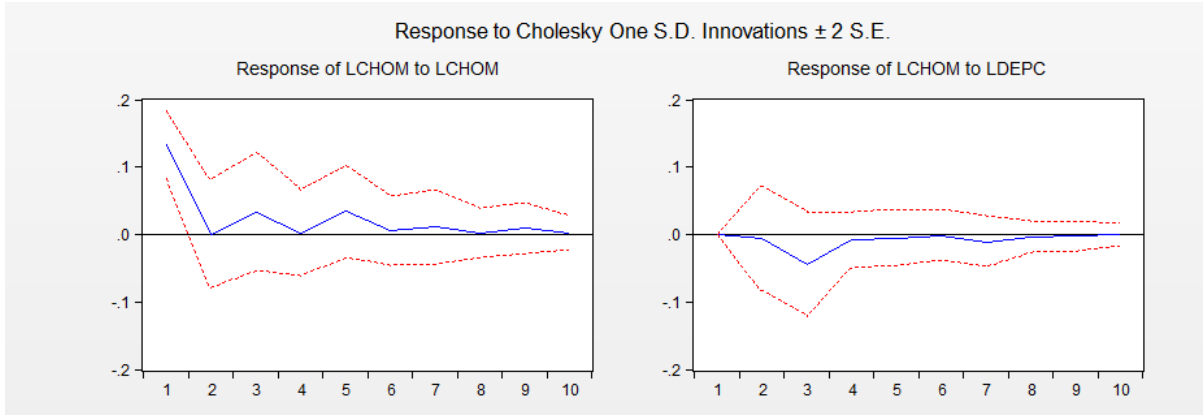 Response to Cholesky One S.D. Innovations ± 2 S.E.
Response of LCHOM to LCHOM
.2
.1
.0
-.1
-.2
1 2 3 4 5 6 7 8 9 10
Response of LCHOM to LDEPC
.2
.1
.0
-.1
-.2
1 2 3 4 5 6 7 8 9 10